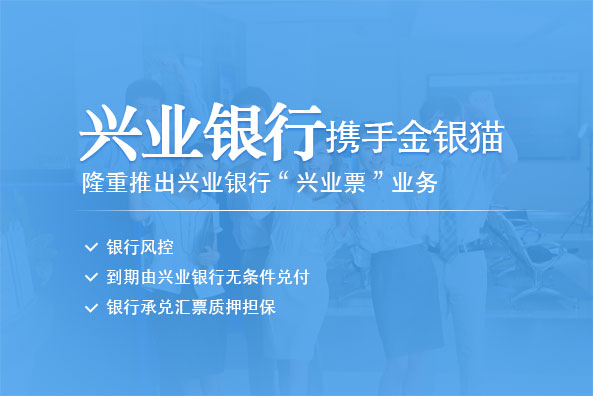 兴业银行携手金银猫
隆重推出兴业银行“兴业票”业务
银行风控
到期由兴业银行无条件兑付
银行承兑汇票质押担保